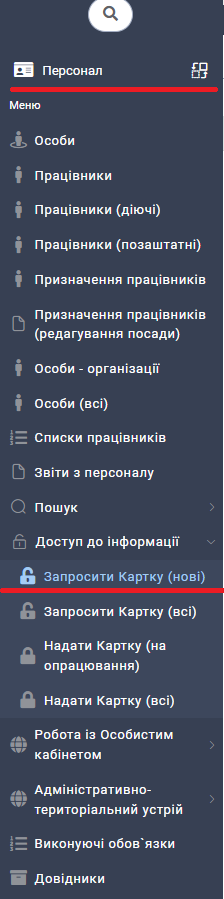 Персонал
Меню
Особи
Працівники
Працівники (діючі)
Працівники (позаштатні)
Призначення працівників
Призначення працівників
(редагування посади)
Особи - організації
Особи (всі)
Списки працівників
Звіти з персоналу
Пошук
Доступ до інформації
Запросити Картку (нові)
Запросити Картку (всі)
Надати Картку (на
опрацювання)
Надати Картку (всі)
Робота із Особистим
кабінетом
Адміністративно-
територіальний устрій
Виконуючі обов`язки
Довідники